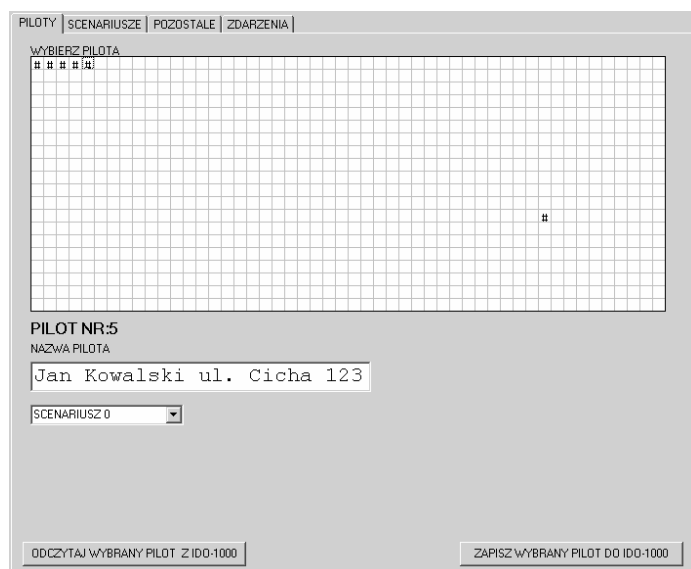 PILOTY SCENARIUSZE POZOSTALE ZDARZENIA
WYBIERZ PILOTA
# # # # #
#
PILOT NR:5
NAZWA PILOTA
Jan Kowalski ul. Cicha 123
SCENARIUSZ 0
ODCZYTAJ WYBRANY PILOT Z IDO-1000 ZAPISZ WYBRANY PILOT DO IDO-1000